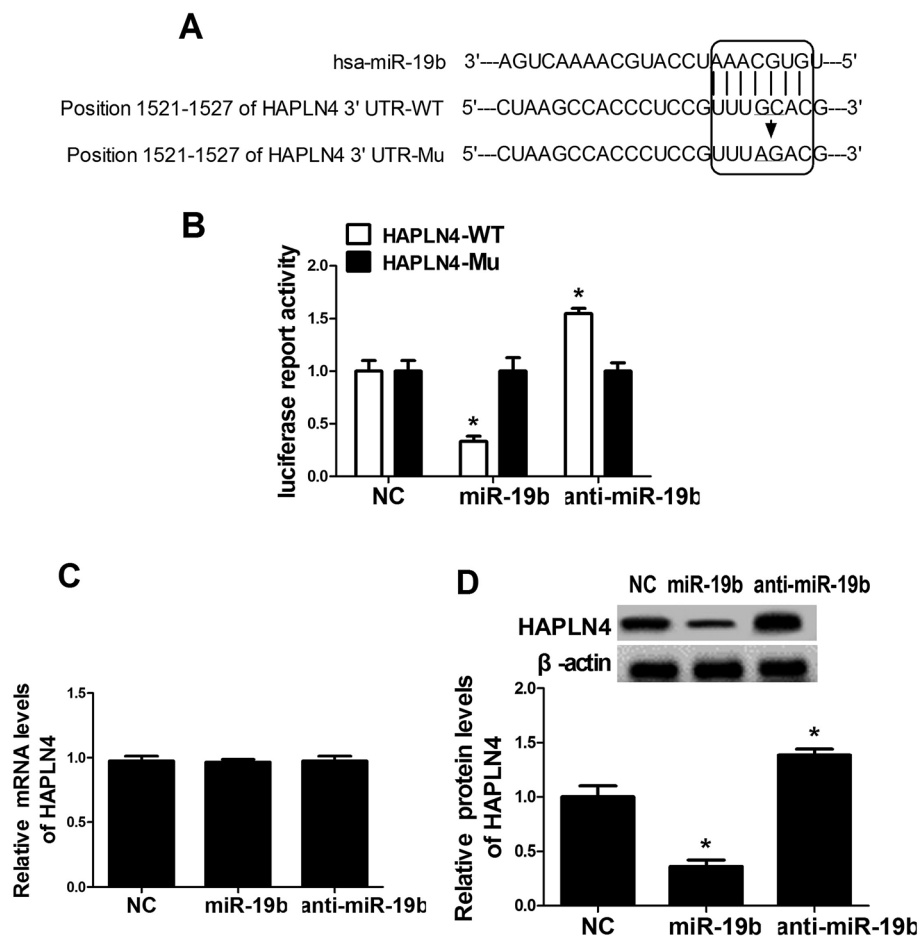 A
hsa-miR-19b 3'---AGUCAAAACGUACCUAAACGUGU---5'
Position 1521-1527 of HAPLN4 3' UTR-WT 5'---CUAAGCCACCCUCCGUUUGCACG---3'
Position 1521-1527 of HAPLN4 3' UTR-Mu 5'---CUAAGCCACCCUCCGUUUAGACG---3'
B
HAPLN4-WT
HAPLN4-Mu
luciferase report activity
2.0
1.5
1.0
0.5
0.0
*
*
NC miR-19b anti-miR-19b
C
Relative mRNA levels
of HAPLN4
1.5
1.0
0.5
0.0
NC miR-19b anti-miR-19b
D
NC miR-19b anti-miR-19b
HAPLN4
β -actin
Relative protein levels
of HAPLN4
2.0
1.5
1.0
0.5
0.0
*
*
NC miR-19b anti-miR-19b